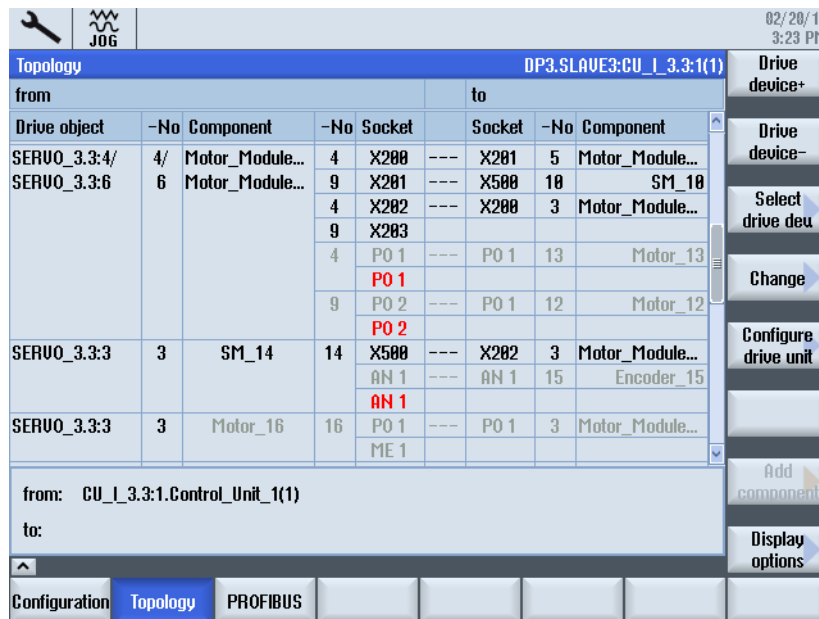 JOG
02/20/1
3:23 PM
Topology DP3.SLAVE3:CU_I_3.3:1(1)
from to
Drive object -No Component -No Socket Socket -No Component
SERVO_3.3:4/ 4/ Motor_Module... 4 X200 --- X201 5 Motor_Module...
SERVO_3.3:6 6 Motor_Module... 9 X201 --- X500 10 SM_10
4 X202 --- X200 3 Motor_Module...
9 X203
4 PO 1 --- PO 1 13 Motor_13
PO 1
9 PO 2 --- PO 1 12 Motor_12
PO 2
SERVO_3.3:3 3 SM_14 14 X500 --- X202 3 Motor_Module...
AN 1 --- AN 1 15 Encoder_15
AN 1
SERVO_3.3:3 3 Motor_16 16 PO 1 --- PO 1 3 Motor_Module...
ME 1
from: CU_I_3.3:1.Control_Unit_1(1)
to:
Drive
device+
Drive
device-
Select
drive dev.
Change
Configure
drive unit
Add
component
Display
options
Configuration Topology PROFIBUS